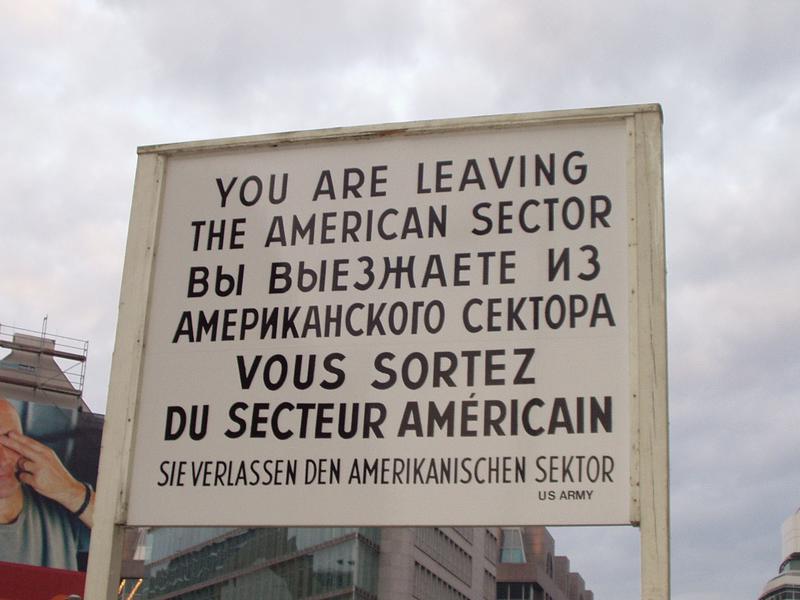 YOU ARE LEAVING
THE AMERICAN SECTOR
ВЫ ВЫЕЗЖАЕТЕ ИЗ
АМЕРИКАНСКОГО СЕКТОРА
VOUS SORTEZ
DU SECTEUR AMÉRICAIN
SIE VERLASSEN DEN AMERIKANISCHEN SEKTOR
US ARMY